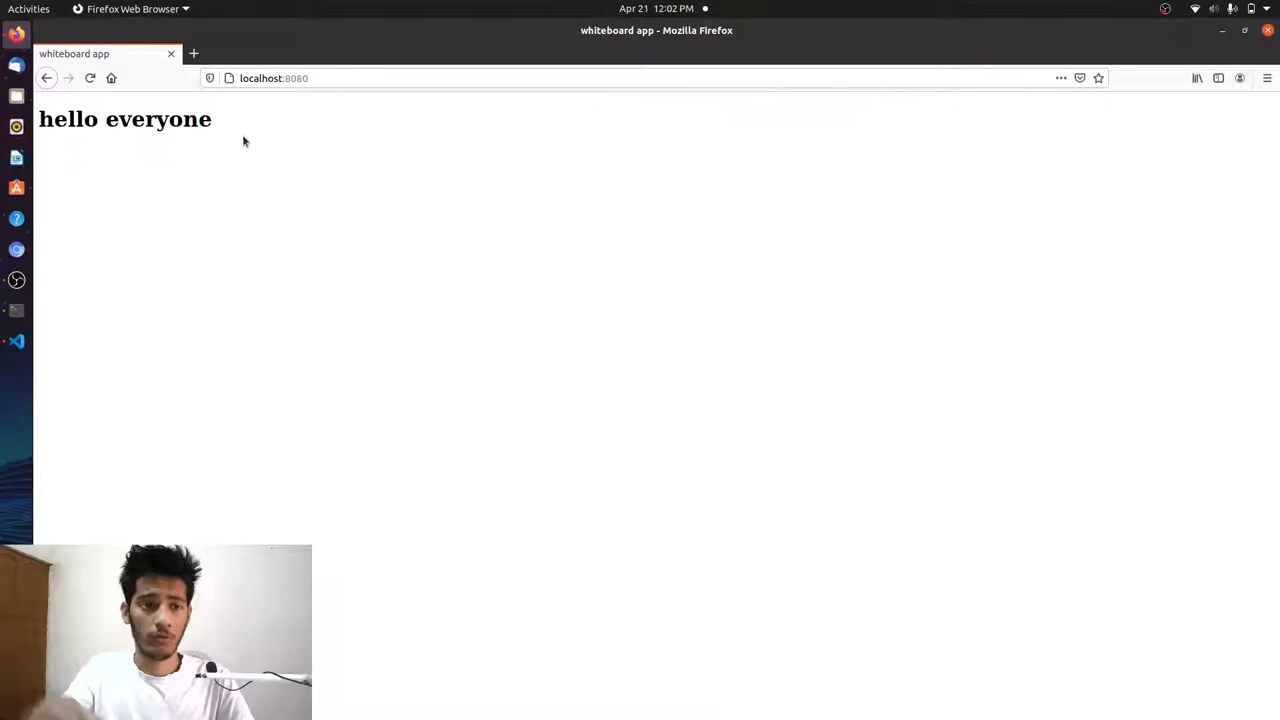 Activities
Firefox Web Browser
Apr 21 12:02 PM
whiteboard app - Mozilla Firefox
whiteboard app
localhost:8080
hello everyone